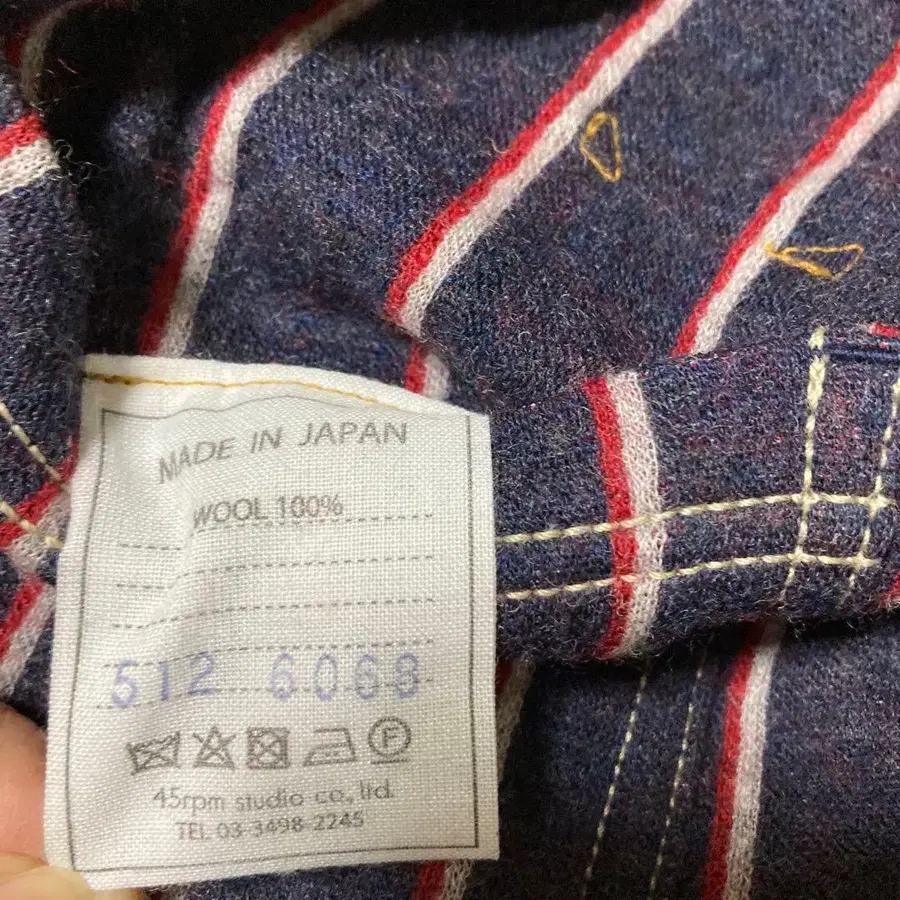 MADE IN JAPAN
WOOL 100%
512 6068
F
45rpm studio co., ltd.
TEL 03-3498-2245